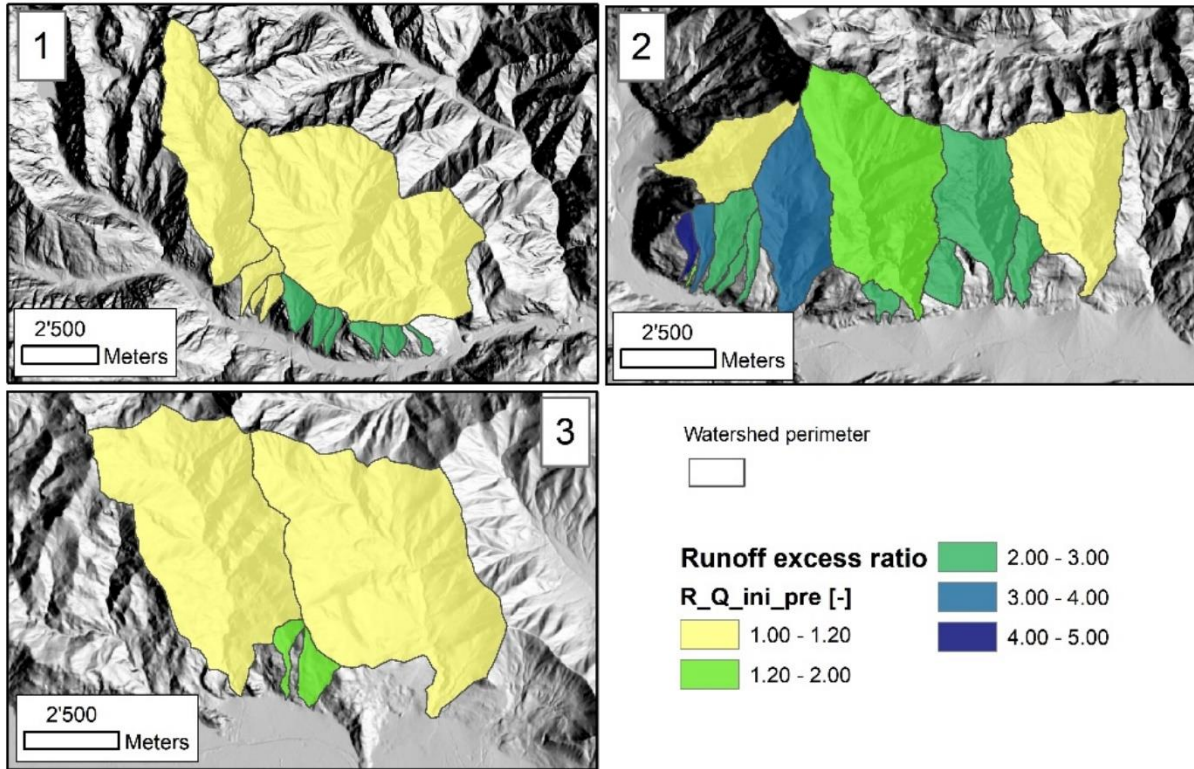 1
2
2'500
Meters
2'500
Meters
3
2'500
Meters
Watershed perimeter
Runoff excess ratio
R_Q_ini_pre [-]
1.00 - 1.20
1.20 - 2.00
2.00 - 3.00
3.00 - 4.00
4.00 - 5.00